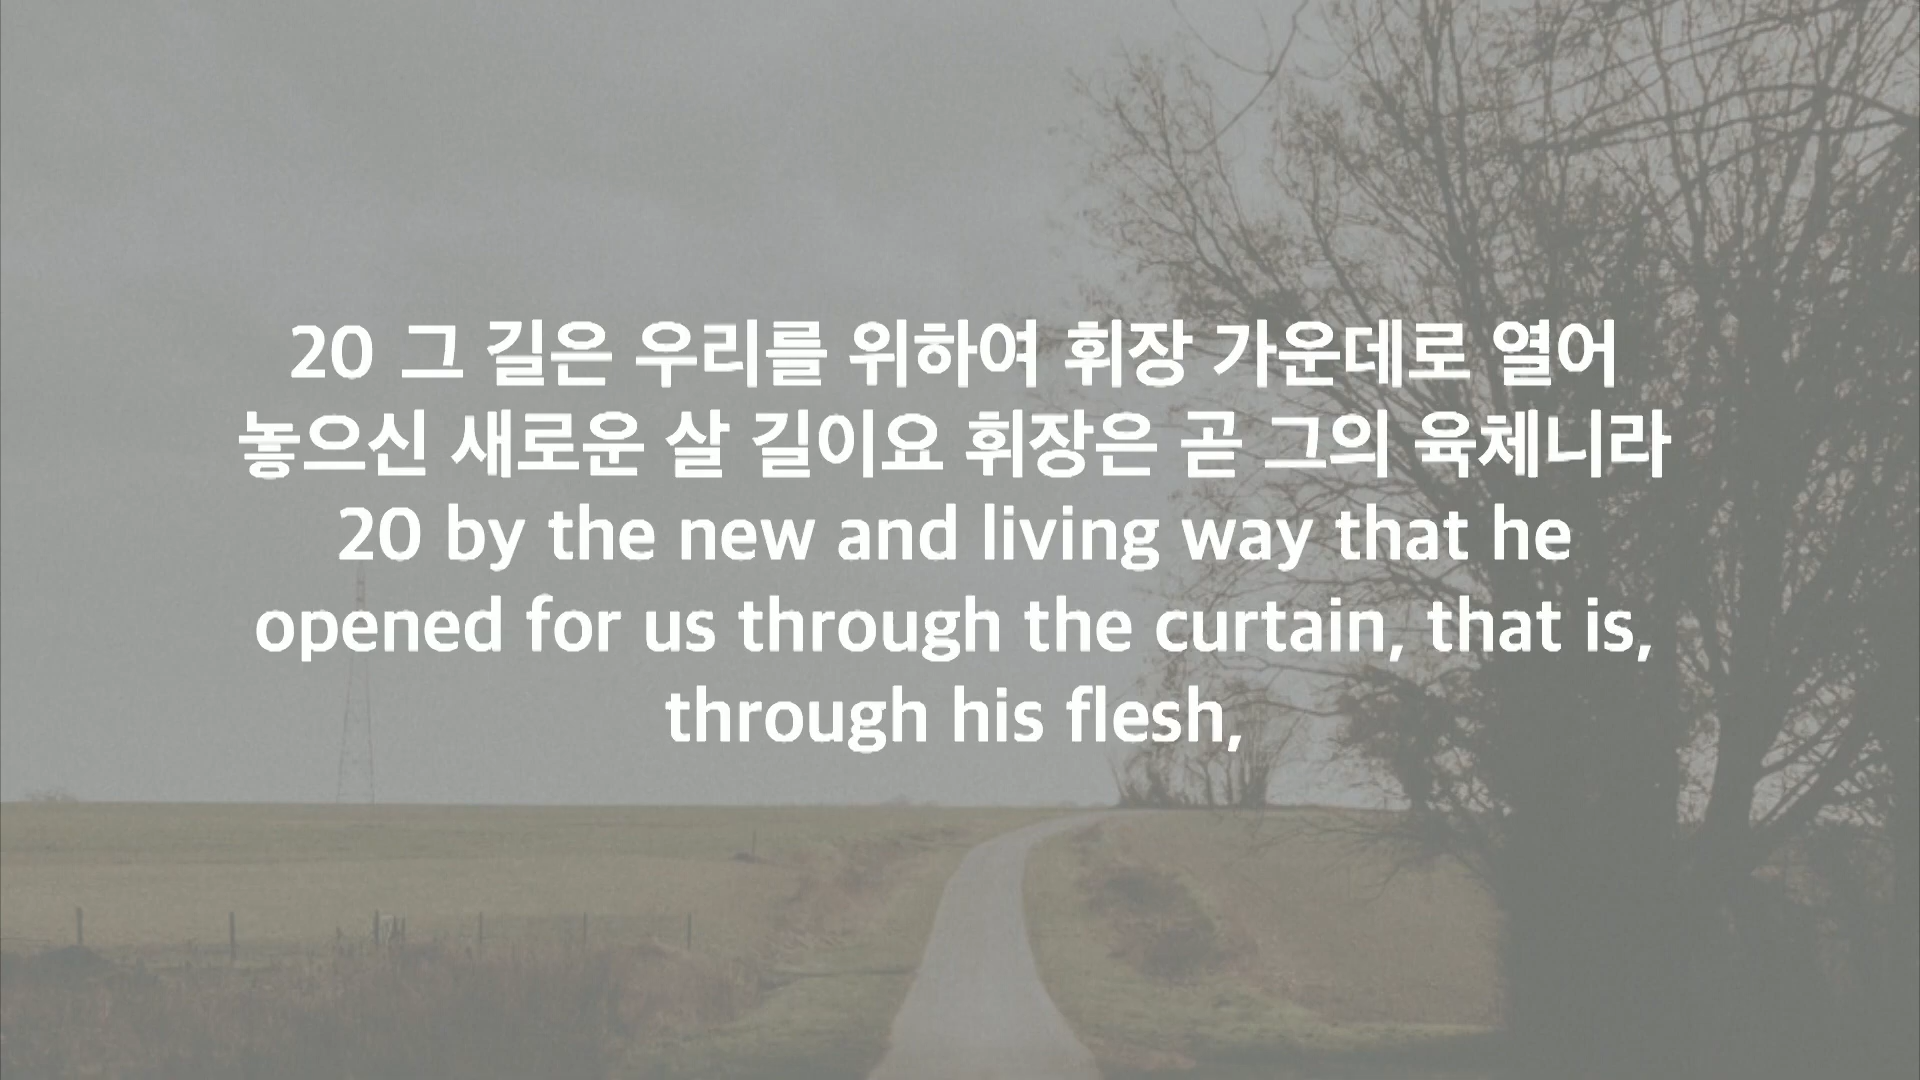 20 그 길은 우리를 위하여 휘장 가운데로 열어
놓으신 새로운 살 길이요 휘장은 곧 그의 육체니라
20 by the new and living way that he
opened for us through the curtain, that is,
through his flesh,